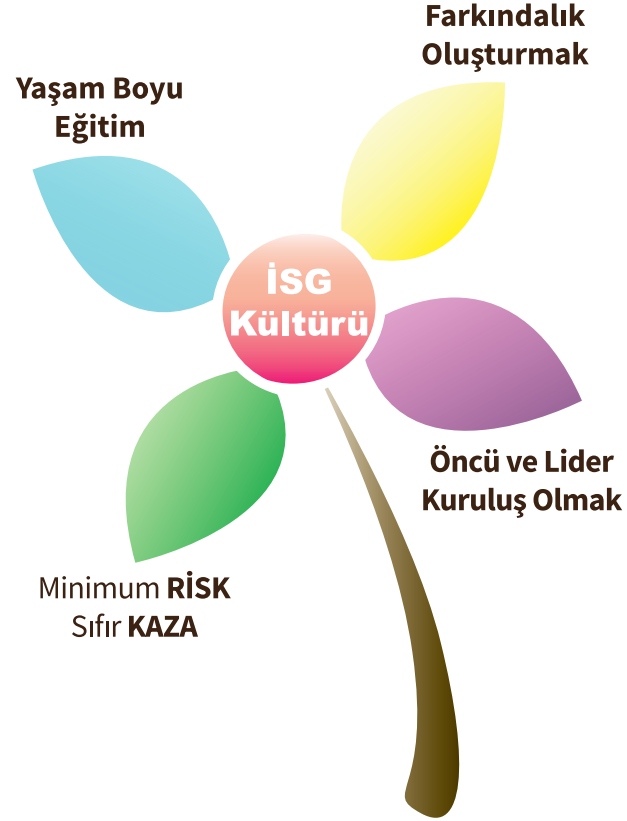 Farkındalık
Oluşturmak
Yaşam Boyu
Eğitim
İSG
Kültürü
Öncü ve Lider
Kuruluş Olmak
Minimum RİSK
Sıfır KAZA